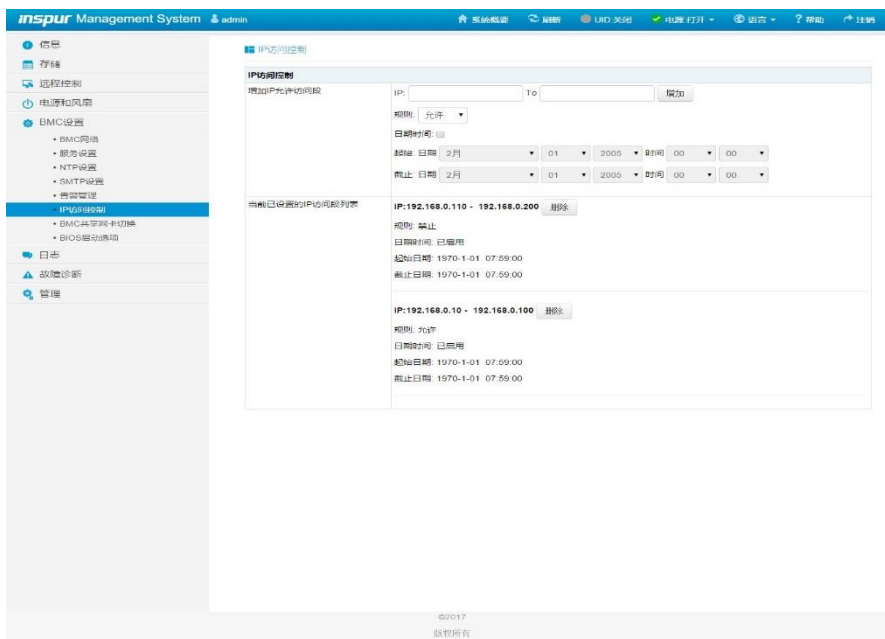 Inspur Management System admin 系统概要 刷新 UID 关闭 电源 打开 语言 帮助 注销
信息
存储
远程控制
电源和风扇
BMC设置
• BMC网络
• 服务设置
• NTP设置
• SMTP设置
• 告警管理
• IP访问控制
• BMC共享网卡切换
• BIOS启动选项
日志
故障诊断
管理
IP访问控制
IP访问控制
增加IP允许访问段
IP: To 增加
规则: 允许
日期时间:
起始: 日期 2月 01 2005 时间 00 00
截止: 日期 2月 01 2005 时间 00 00
当前已设置的IP访问段列表
IP:192.168.0.110 - 192.168.0.200 删除
规则: 禁止
日期时间: 已启用
起始日期: 1970-1-01 07:59:00
截止日期: 1970-1-01 07:59:00
IP:192.168.0.10 - 192.168.0.100 删除
规则: 允许
日期时间: 已启用
起始日期: 1970-1-01 07:59:00
截止日期: 1970-1-01 07:59:00
©2017
版权所有